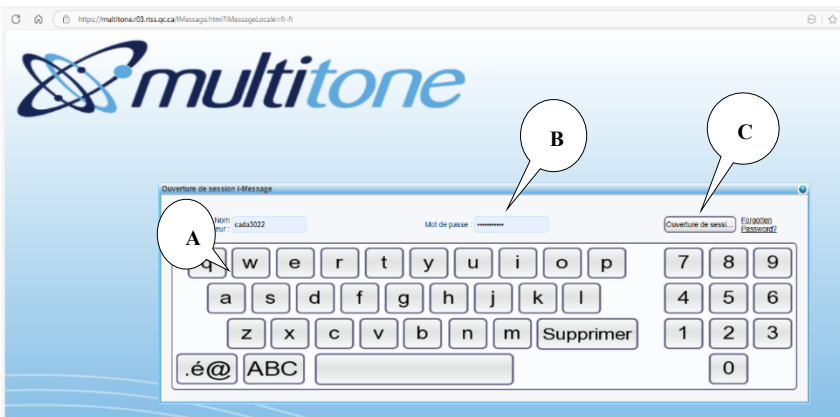 https://multitone.r03.rtss.qc.ca/IMessage.html?iMessageLocale=fr-fr
multitone
B
C
Ouverture de session i-Message
Nom
eur : cada3022
Mot de passe : •••••••••••
Ouverture de sessi...
Forgotten
Password?
A
q w e r t y u i o p 7 8 9
a s d f g h j k l 4 5 6
z x c v b n m Supprimer 1 2 3
.é@ ABC 0